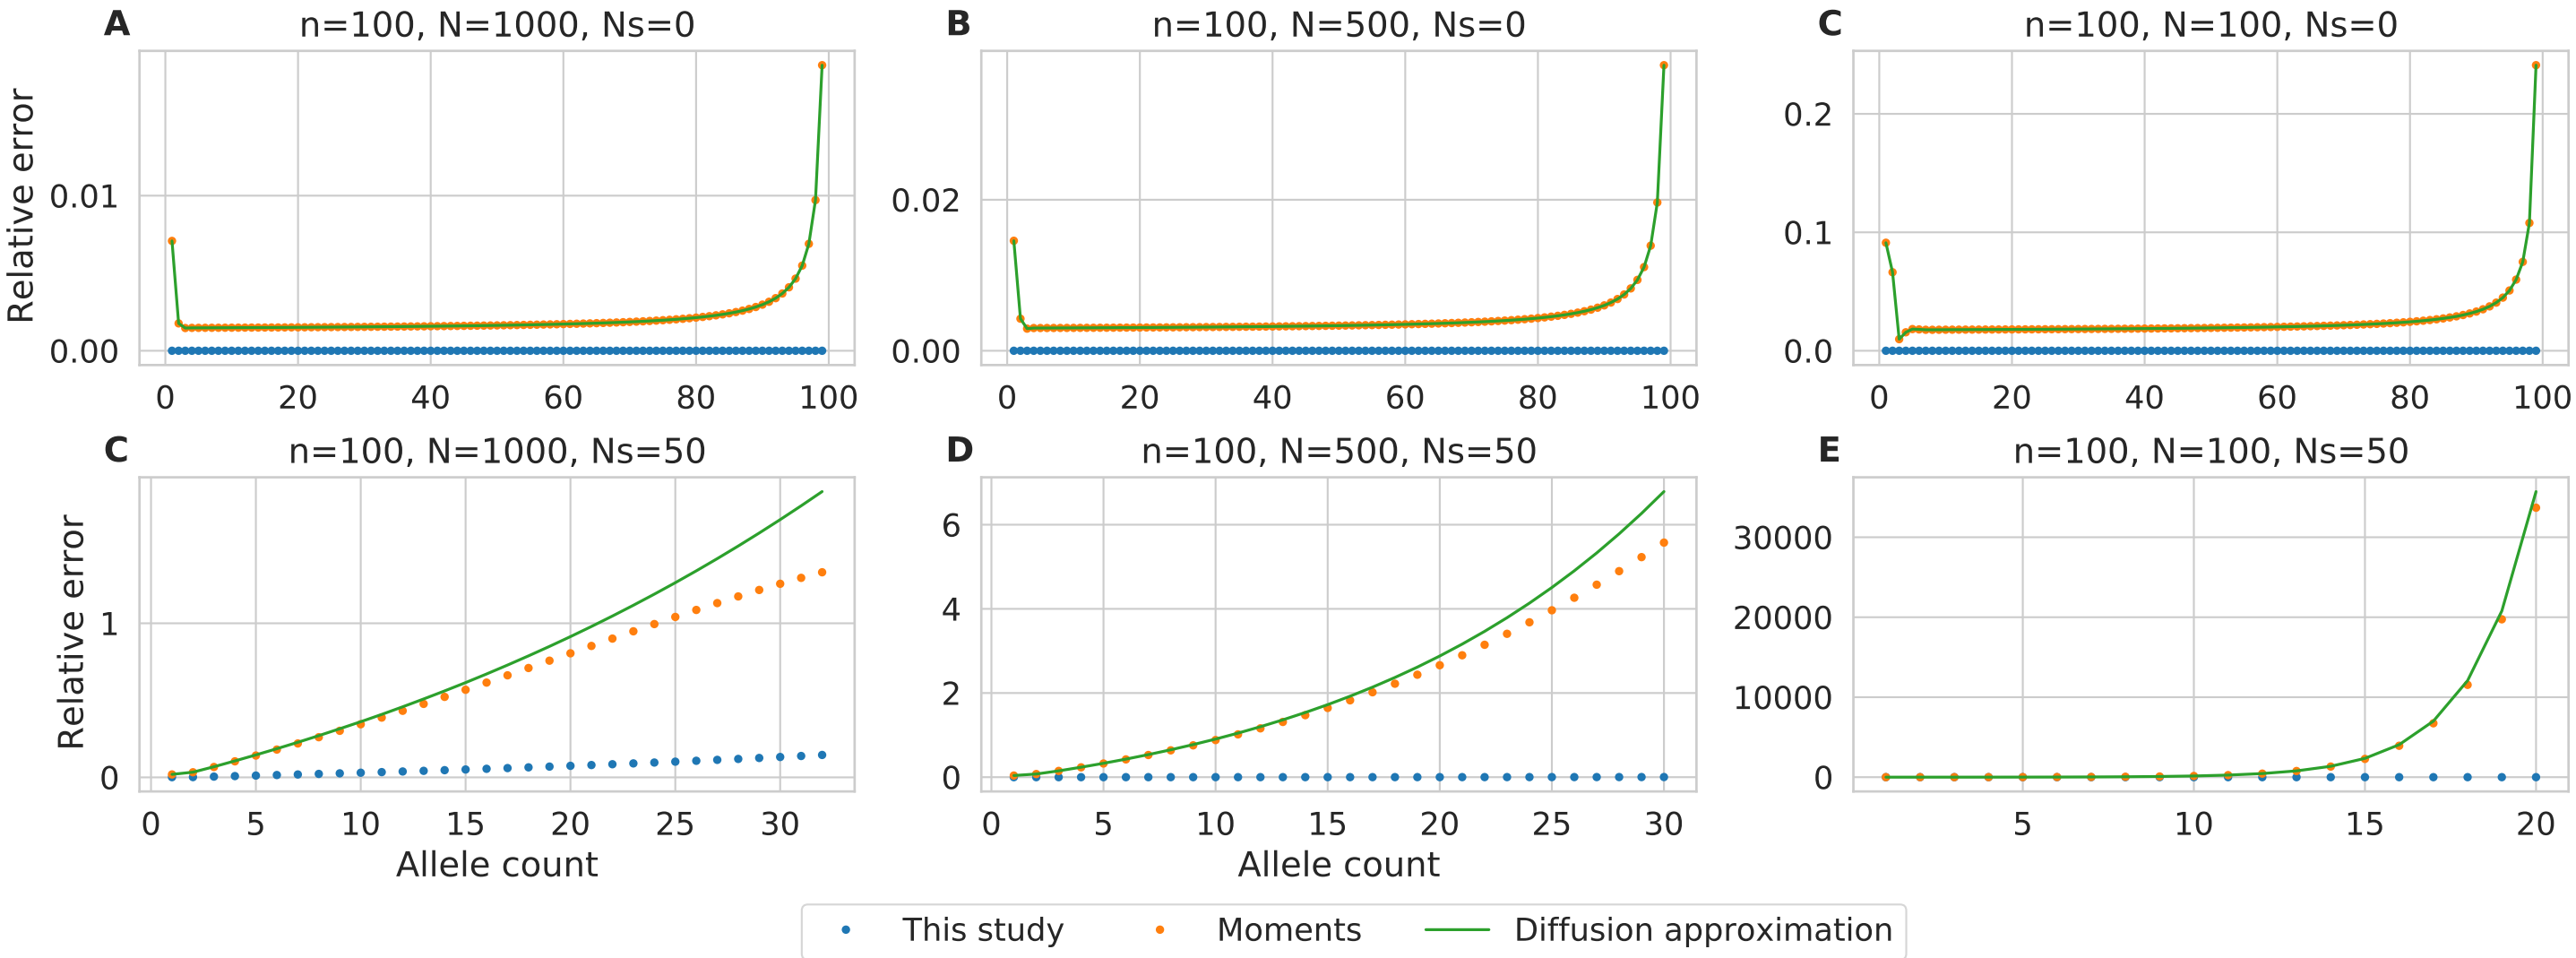 A n=100, N=1000, Ns=0
B n=100, N=500, Ns=0
C n=100, N=100, Ns=0
Relative error
0.01
0.00
0 20 40 60 80 100
0.02
0.00
0 20 40 60 80 100
0.2
0.1
0.0
0 20 40 60 80 100
C n=100, N=1000, Ns=50
D n=100, N=500, Ns=50
E n=100, N=100, Ns=50
Relative error
1
0
0 5 10 15 20 25 30
Allele count
6
4
2
0
0 5 10 15 20 25 30
Allele count
30000
20000
10000
0
5 10 15 20
This study Moments Diffusion approximation